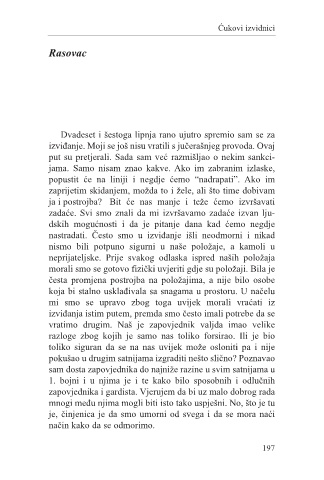 Ćukovi izvidnici
Rasovac
Dvadeset i šestoga lipnja rano ujutro spremio sam se za
izviđanje. Moji se još nisu vratili s jučerašnjeg provoda. Ovaj
put su pretjerali. Sada sam već razmišljao o nekim sankci-
jama. Samo nisam znao kakve. Ako im zabranim izlaske,
popustit će na liniji i negdje ćemo “nadrapati”. Ako im
zaprijetim skidanjem, možda to i žele, ali što time dobivam
ja i postrojba? Bit će nas manje i teže ćemo izvršavati
zadaće. Svi smo znali da mi izvršavamo zadaće izvan lju-
dskih mogućnosti i da je pitanje dana kad ćemo negdje
nastradati. Često smo u izviđanje išli neodmorni i nikad
nismo bili potpuno sigurni u naše položaje, a kamoli u
neprijateljske. Prije svakog odlaska ispred naših položaja
morali smo se gotovo fizički uvjeriti gdje su položaji. Bila je
česta promjena postrojba na položajima, a nije bilo osobe
koja bi stalno usklađivala sa snagama u prostoru. U načelu
mi smo se upravo zbog toga uvijek morali vraćati iz
izviđanja istim putem, premda smo često imali potrebe da se
vratimo drugim. Naš je zapovjednik valjda imao velike
razloge zbog kojih je samo nas toliko forsirao. Ili je bio
toliko siguran da se na nas uvijek može osloniti pa i nije
pokušao u drugim satnijama izgraditi nešto slično? Poznavao
sam dosta zapovjednika do najniže razine u svim satnijama u
1. bojni i u njima je i te kako bilo sposobnih i odlučnih
zapovjednika i gardista. Vjerujem da bi uz malo dobrog rada
mnogi među njima mogli biti isto tako uspješni. No, što je tu
je, činjenica je da smo umorni od svega i da se mora naći
način kako da se odmorimo.
197